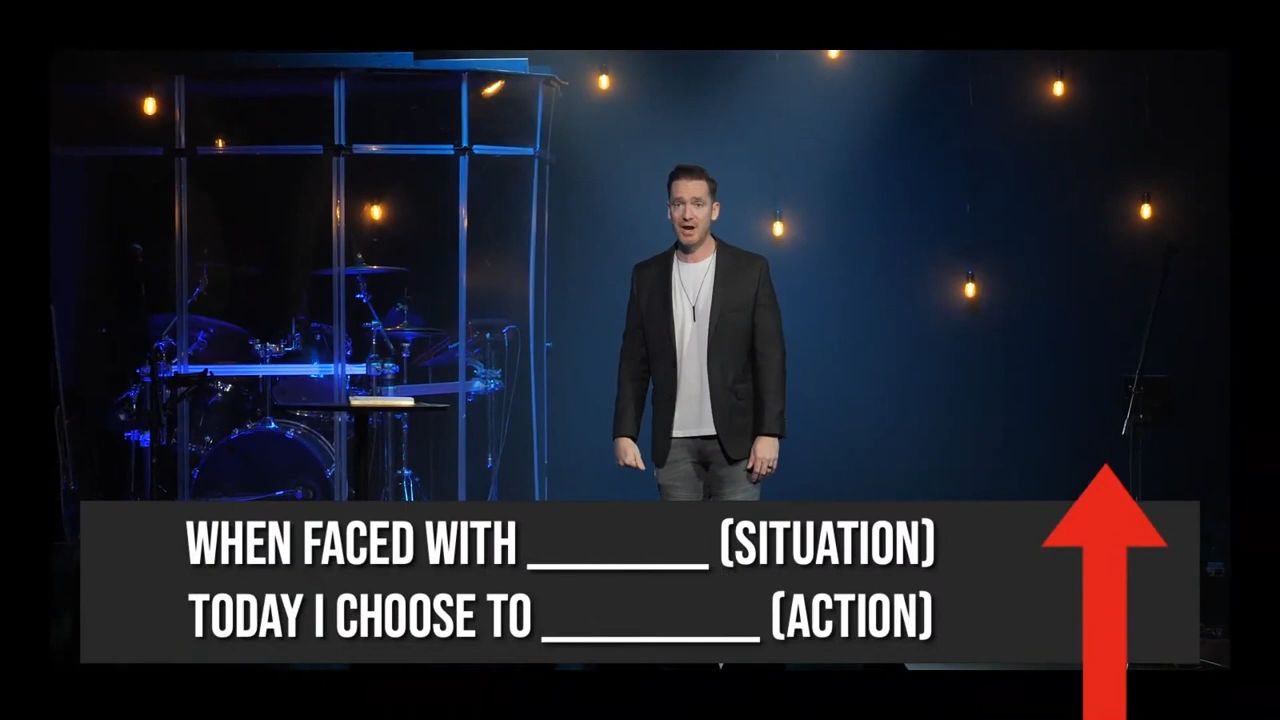 WHEN FACED WITH ________ (SITUATION)
TODAY I CHOOSE TO _________ (ACTION)